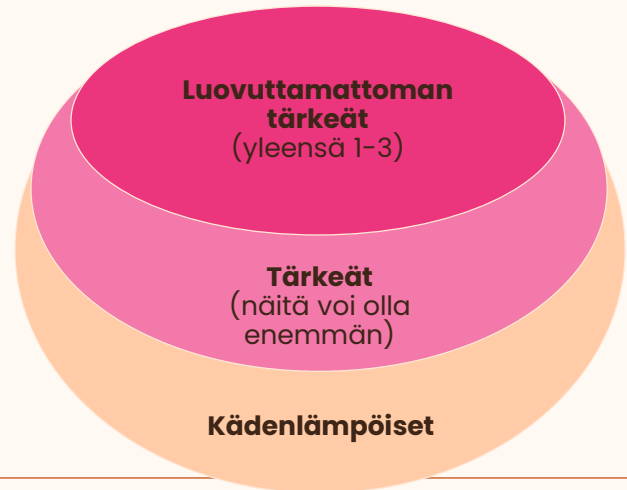 Luovuttamattoman
tärkeät
(yleensä 1-3)
Tärkeät
(näitä voi olla
enemmän)
Kädenlämpöiset